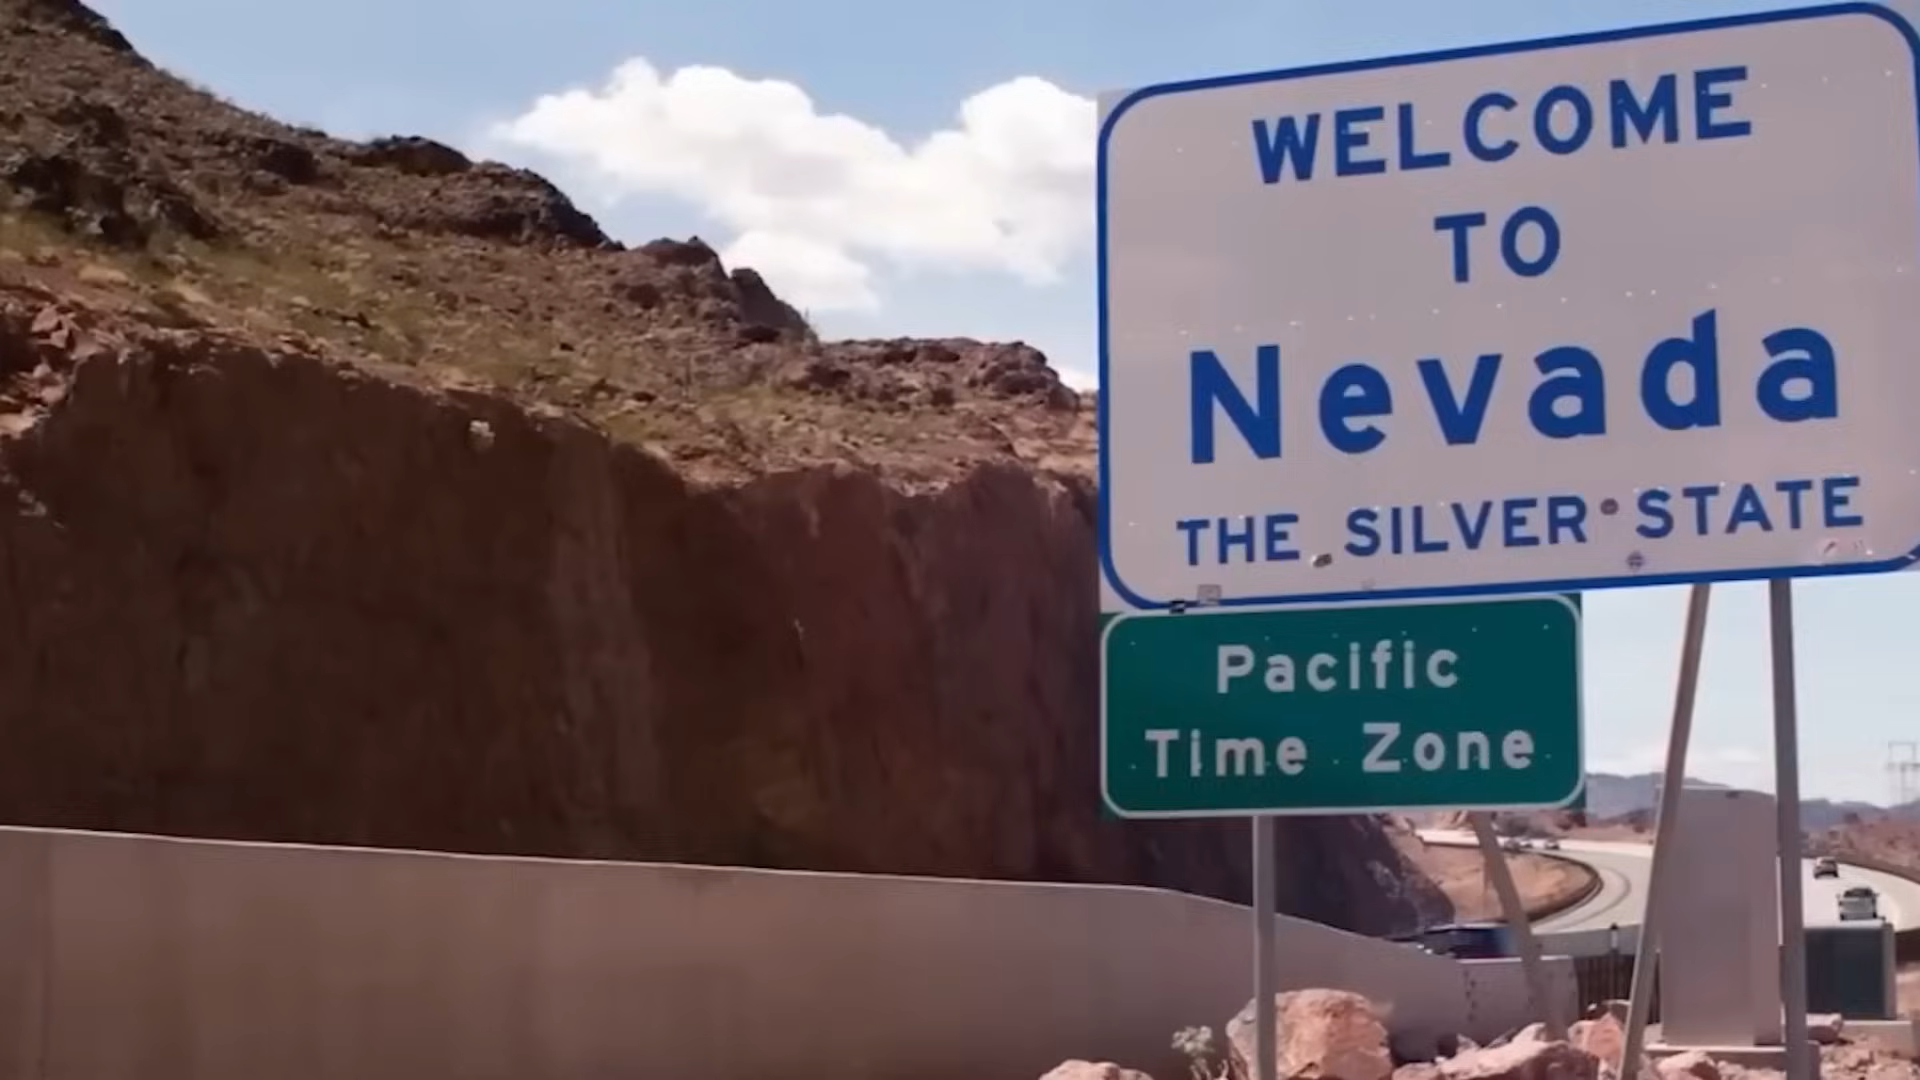 WELCOME
TO
Nevada
THE SILVER STATE
Pacific
Time Zone